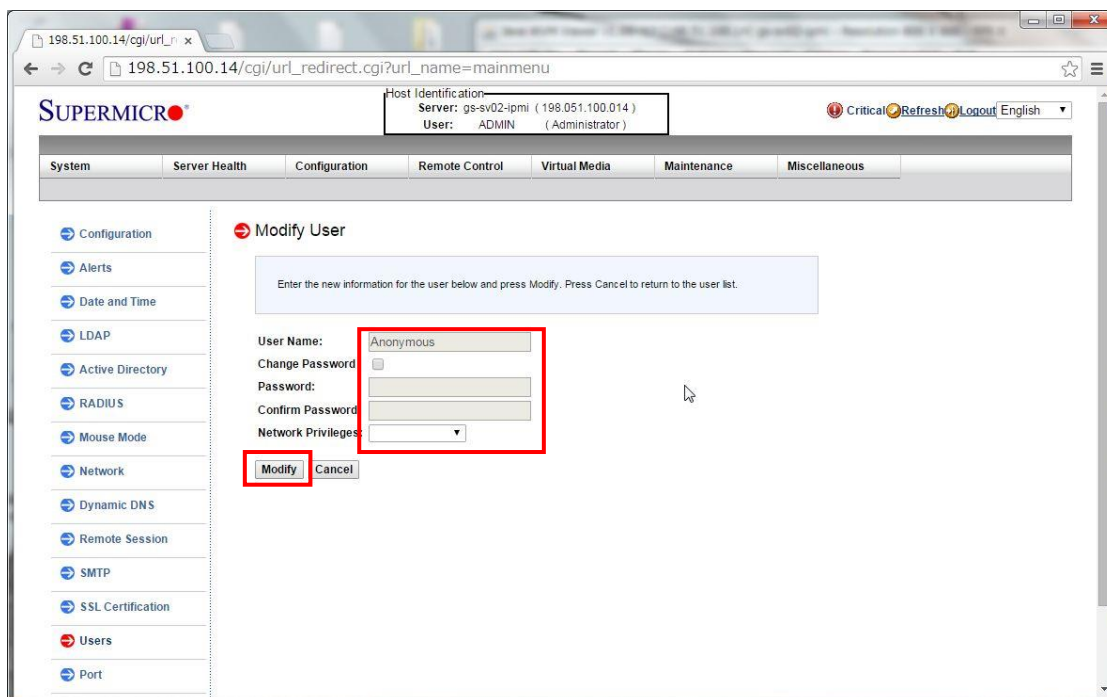 198.51.100.14/cgi/url_r
198.51.100.14/cgi/url_redirect.cgi?url_name=mainmenu
SUPERMICRO
Host Identification
Server: gs-sv02-ipmi ( 198.051.100.014 )
User: ADMIN ( Administrator )
Critical Refresh Logout English
System Server Health Configuration Remote Control Virtual Media Maintenance Miscellaneous
Configuration
Alerts
Date and Time
LDAP
Active Directory
RADIUS
Mouse Mode
Network
Dynamic DNS
Remote Session
SMTP
SSL Certification
Users
Port
Modify User
Enter the new information for the user below and press Modify. Press Cancel to return to the user list.
User Name: Anonymous
Change Password
Password:
Confirm Password
Network Privileges:
Modify Cancel